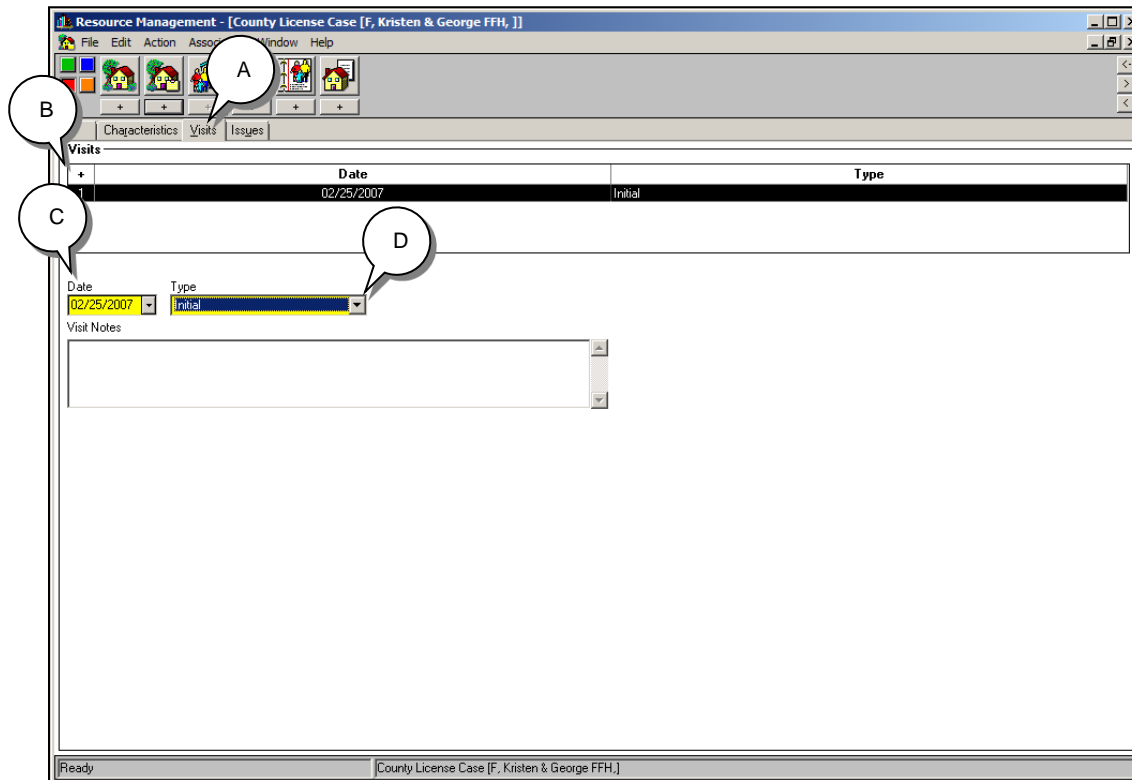 Resource Management - [County License Case [F, Kristen & George FFH, ]]
File Edit Action Window Help
A
+ + + + +
B
Characteristics Visits Issues
Visits
+ Date Type
1 02/25/2007 Initial
C
D
Date Type
02/25/2007 Initial
Visit Notes
Ready County License Case [F, Kristen & George FFH,]